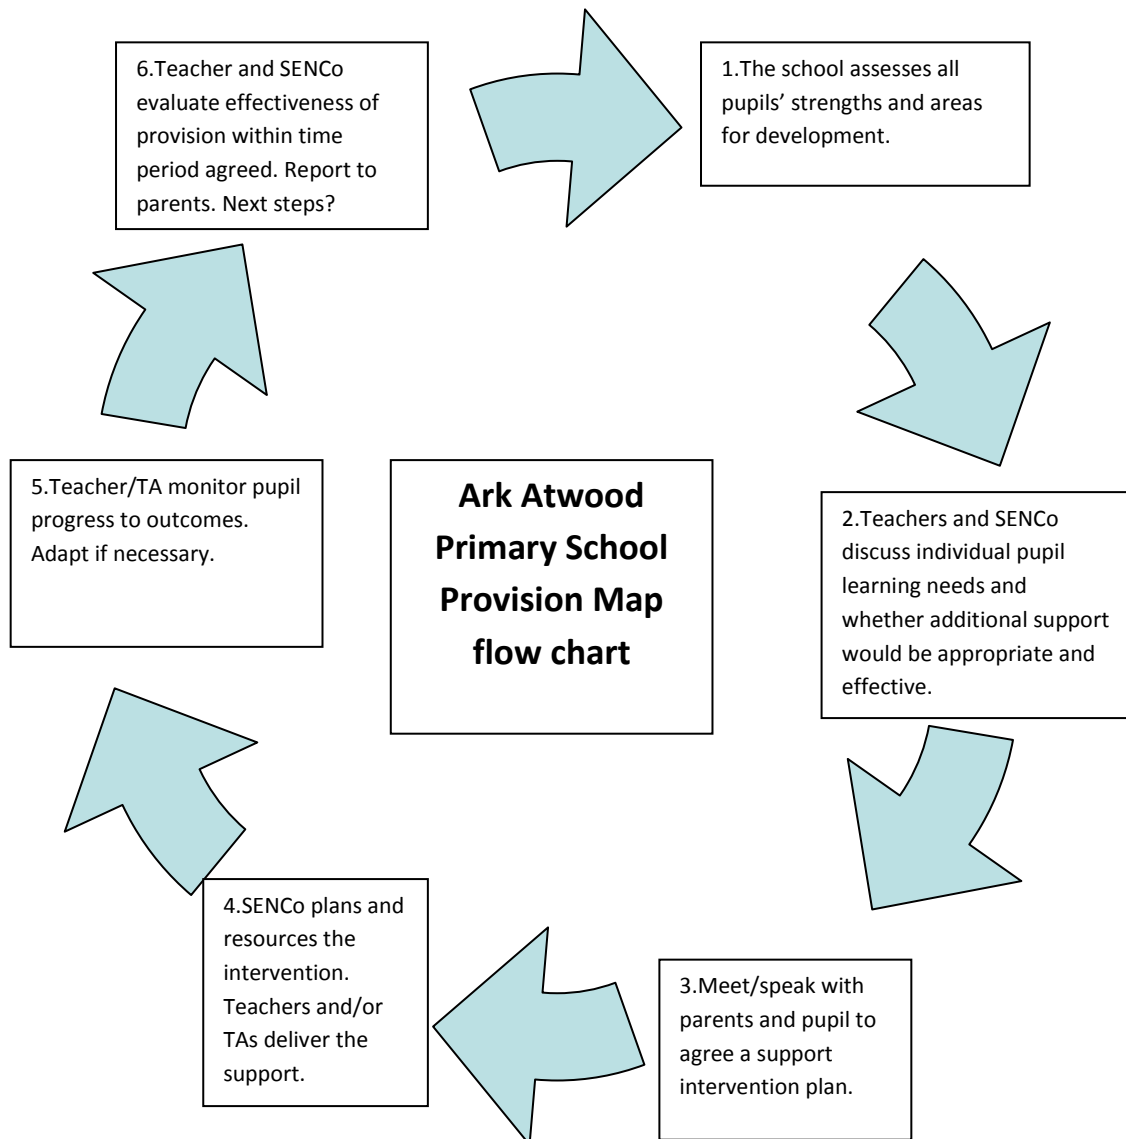 6.Teacher and SENCo
evaluate effectiveness of
provision within time
period agreed. Report to
parents. Next steps?
1.The school assesses all
pupils’ strengths and areas
for development.
5.Teacher/TA monitor pupil
progress to outcomes.
Adapt if necessary.
Ark Atwood
Primary School
Provision Map
flow chart
2.Teachers and SENCo
discuss individual pupil
learning needs and
whether additional support
would be appropriate and
effective.
4.SENCo plans and
resources the
intervention.
Teachers and/or
TAs deliver the
support.
3.Meet/speak with
parents and pupil to
agree a support
intervention plan.